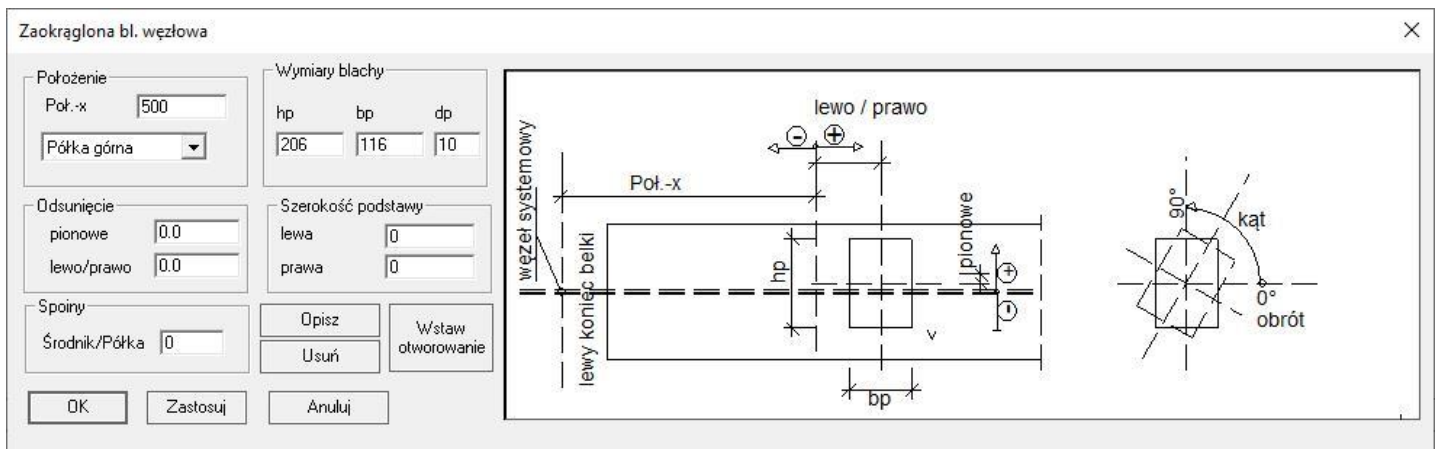 Zaokrąglona bl. węzłowa
Położenie
Poł.-x 500
Półka górna
Wymiary blachy
hp bp dp
206 116 10
Odsunięcie
pionowe 0.0
lewo/prawo 0.0
Szerokość podstawy
lewa 0
prawa 0
Spoiny
Środnik/Półka 0
Opisz
Usuń
Wstaw
otworowanie
OK Zastosuj Anuluj
lewo / prawo
Poł.-x
węzeł systemowy
lewy koniec belki
hp
bp
pionowe
v
90°
kąt
0°
obrót